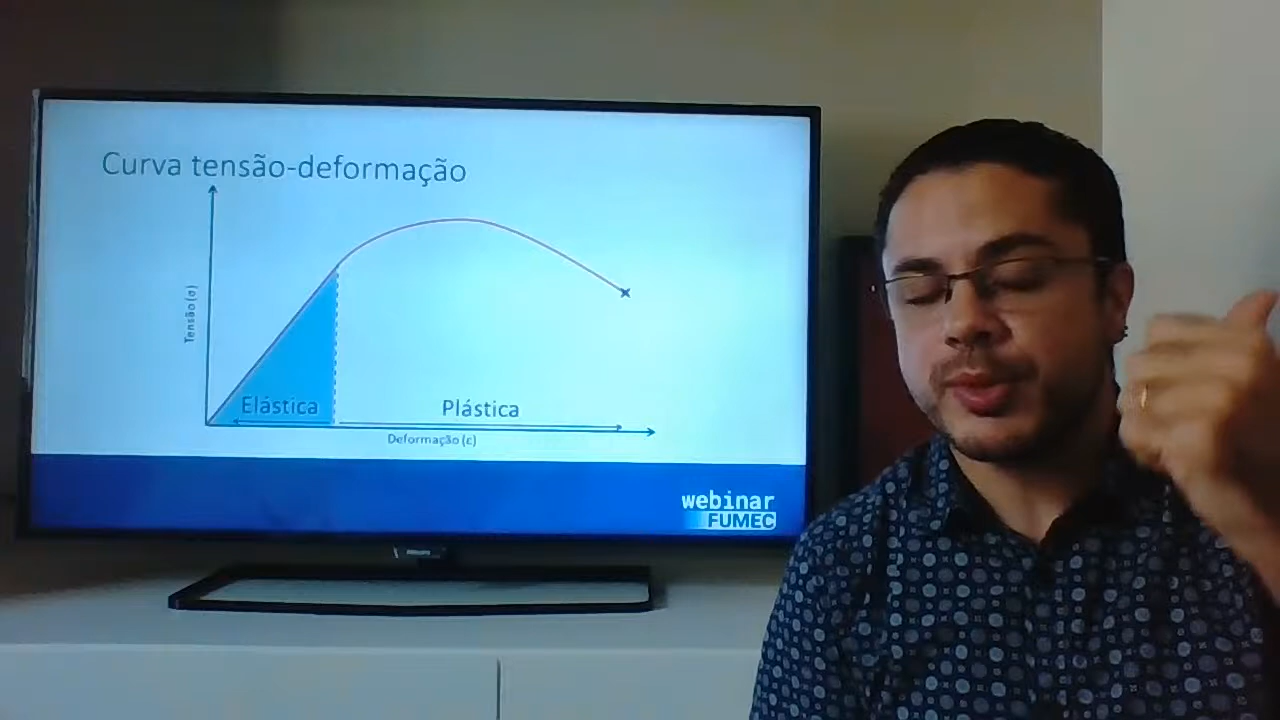 Curva tensão-deformação
Tensão (σ)
Elástica
Plástica
Deformação (ε)
webinar
FUMEC